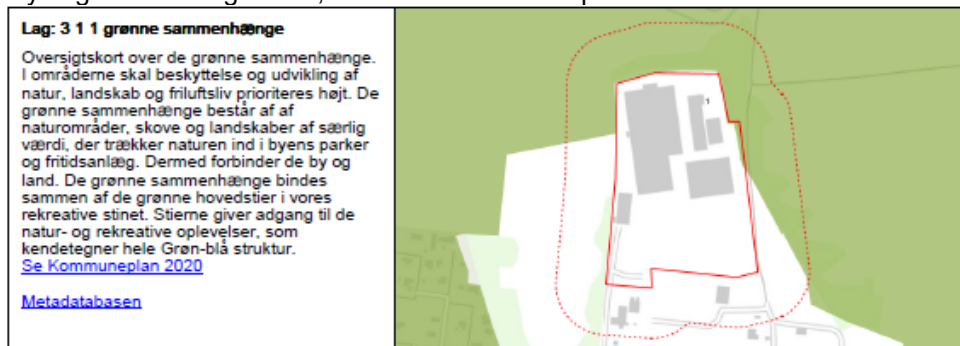 Lag: 3 1 1 grønne sammenhænge
Oversigtskort over de grønne sammenhænge.
I områderne skal beskyttelse og udvikling af
natur, landskab og friluftsliv prioriteres højt. De
grønne sammenhænge består af af
naturområder, skove og landskaber af særlig
værdi, der trækker naturen ind i byens parker
og fritidsanlæg. Dermed forbinder de by og
land. De grønne sammenhænge bindes
sammen af de grønne hovedstier i vores
rekreative stinet. Stierne giver adgang til de
natur- og rekreative oplevelser, som
kendetegner hele Grøn-blå struktur.
Se Kommuneplan 2020
Metadatabasen
1